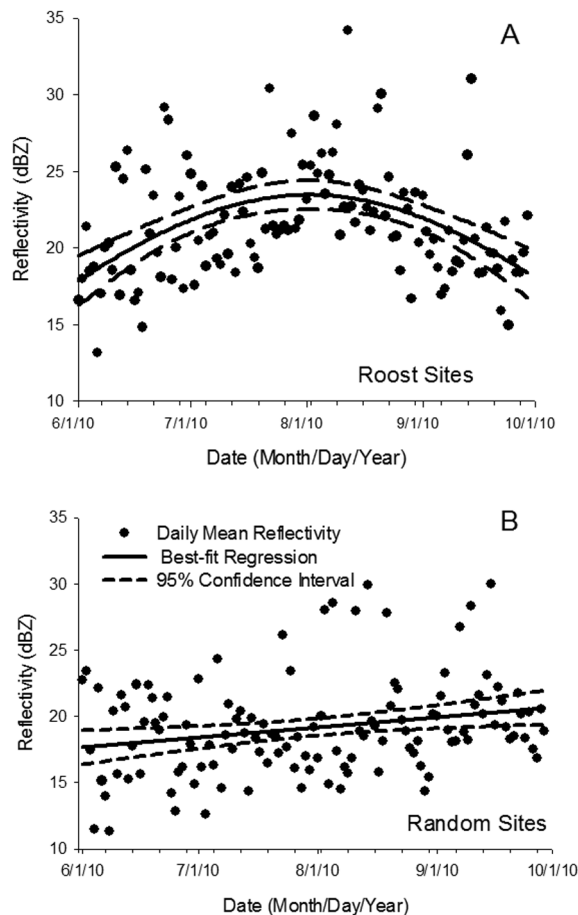 A
35
30
25
20
15
10
Reflectivity (dBZ)
Roost Sites
6/1/10 7/1/10 8/1/10 9/1/10 10/1/10
Date (Month/Day/Year)
B
35
30
25
20
15
10
Reflectivity (dBZ)
Daily Mean Reflectivity
Best-fit Regression
95% Confidence Interval
Random Sites
6/1/10 7/1/10 8/1/10 9/1/10 10/1/10
Date (Month/Day/Year)